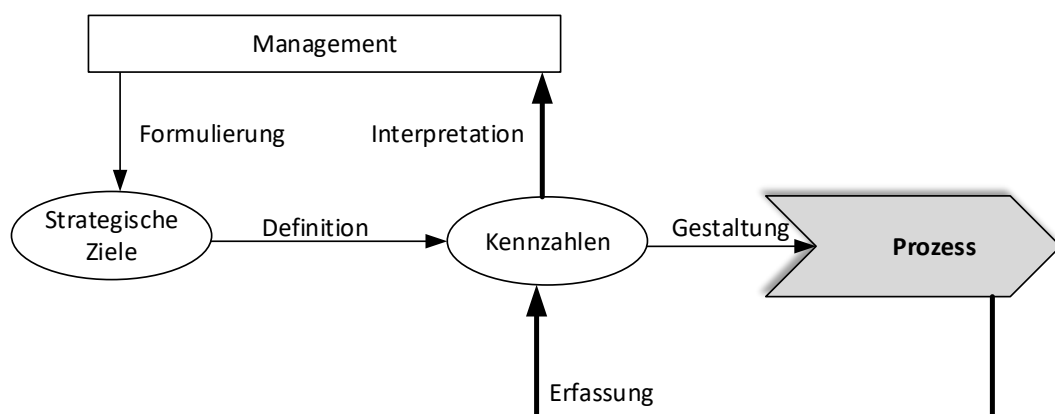 Management
Formulierung
Interpretation
Strategische
Ziele
Definition
Kennzahlen
Gestaltung
Prozess
Erfassung